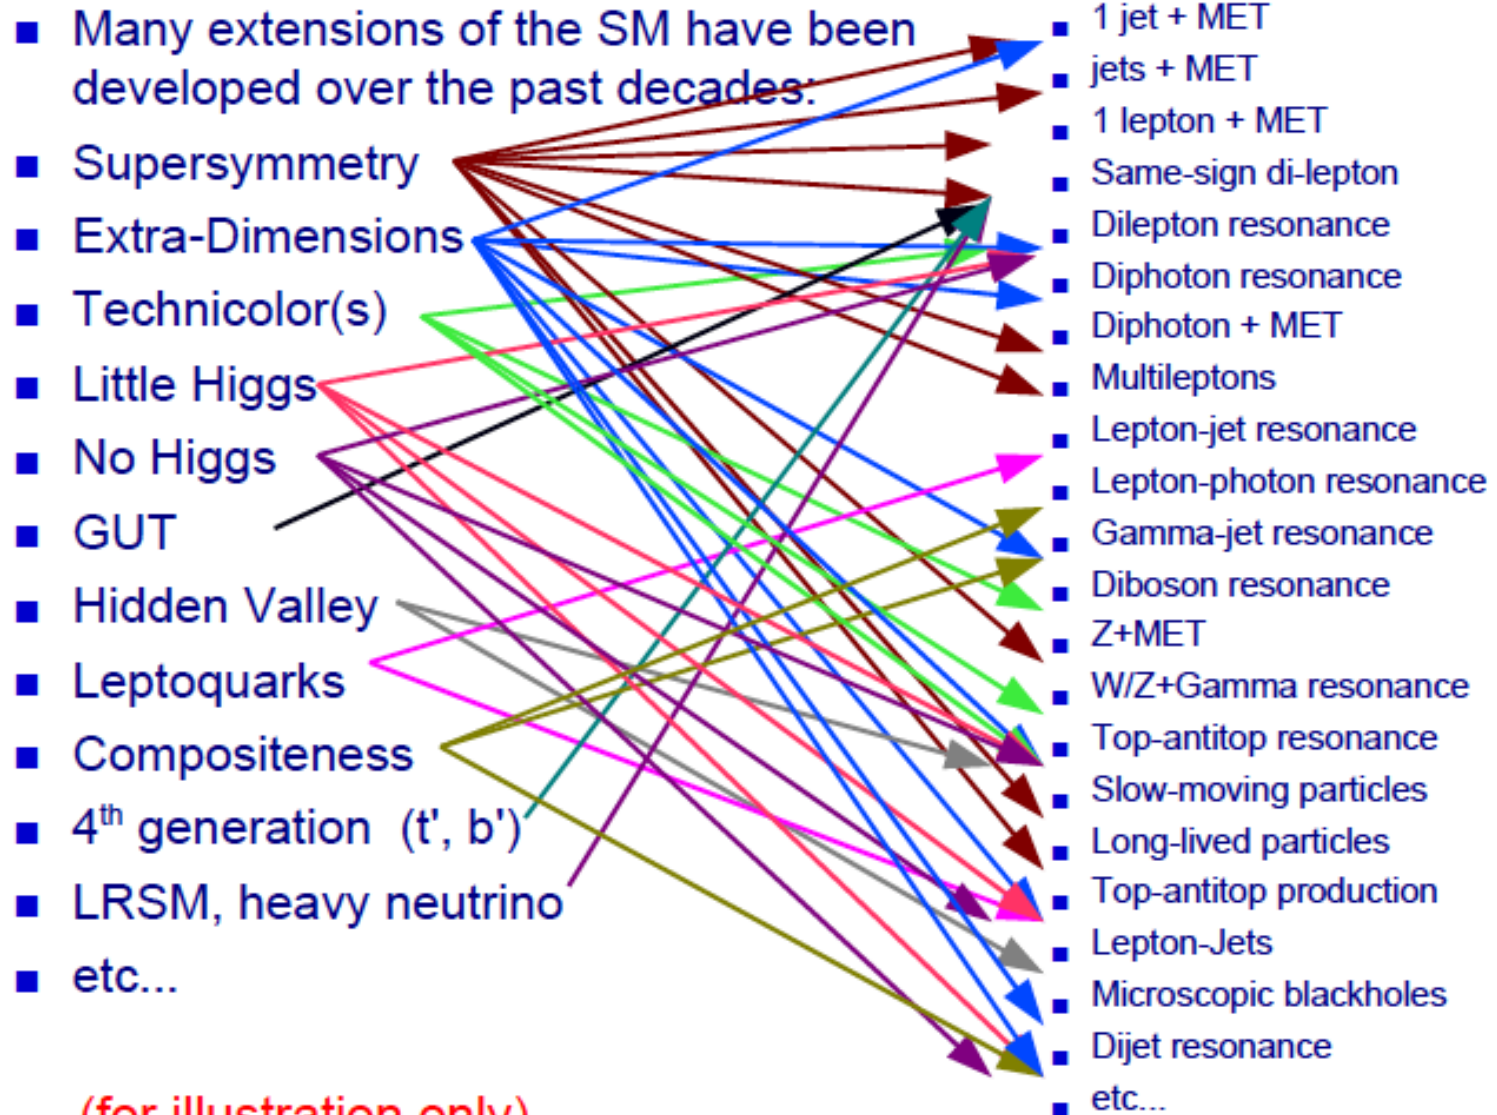 Many extensions of the SM have been
developed over the past decades:
Supersymmetry
Extra-Dimensions
Technicolor(s)
Little Higgs
No Higgs
GUT
Hidden Valley
Leptoquarks
Compositeness
4th generation (t', b')
LRSM, heavy neutrino
etc...
(for illustration only)
1 jet + MET
jets + MET
1 lepton + MET
Same-sign di-lepton
Dilepton resonance
Diphoton resonance
Diphoton + MET
Multileptons
Lepton-jet resonance
Lepton-photon resonance
Gamma-jet resonance
Diboson resonance
Z+MET
W/Z+Gamma resonance
Top-antitop resonance
Slow-moving particles
Long-lived particles
Top-antitop production
Lepton-Jets
Microscopic blackholes
Dijet resonance
etc...